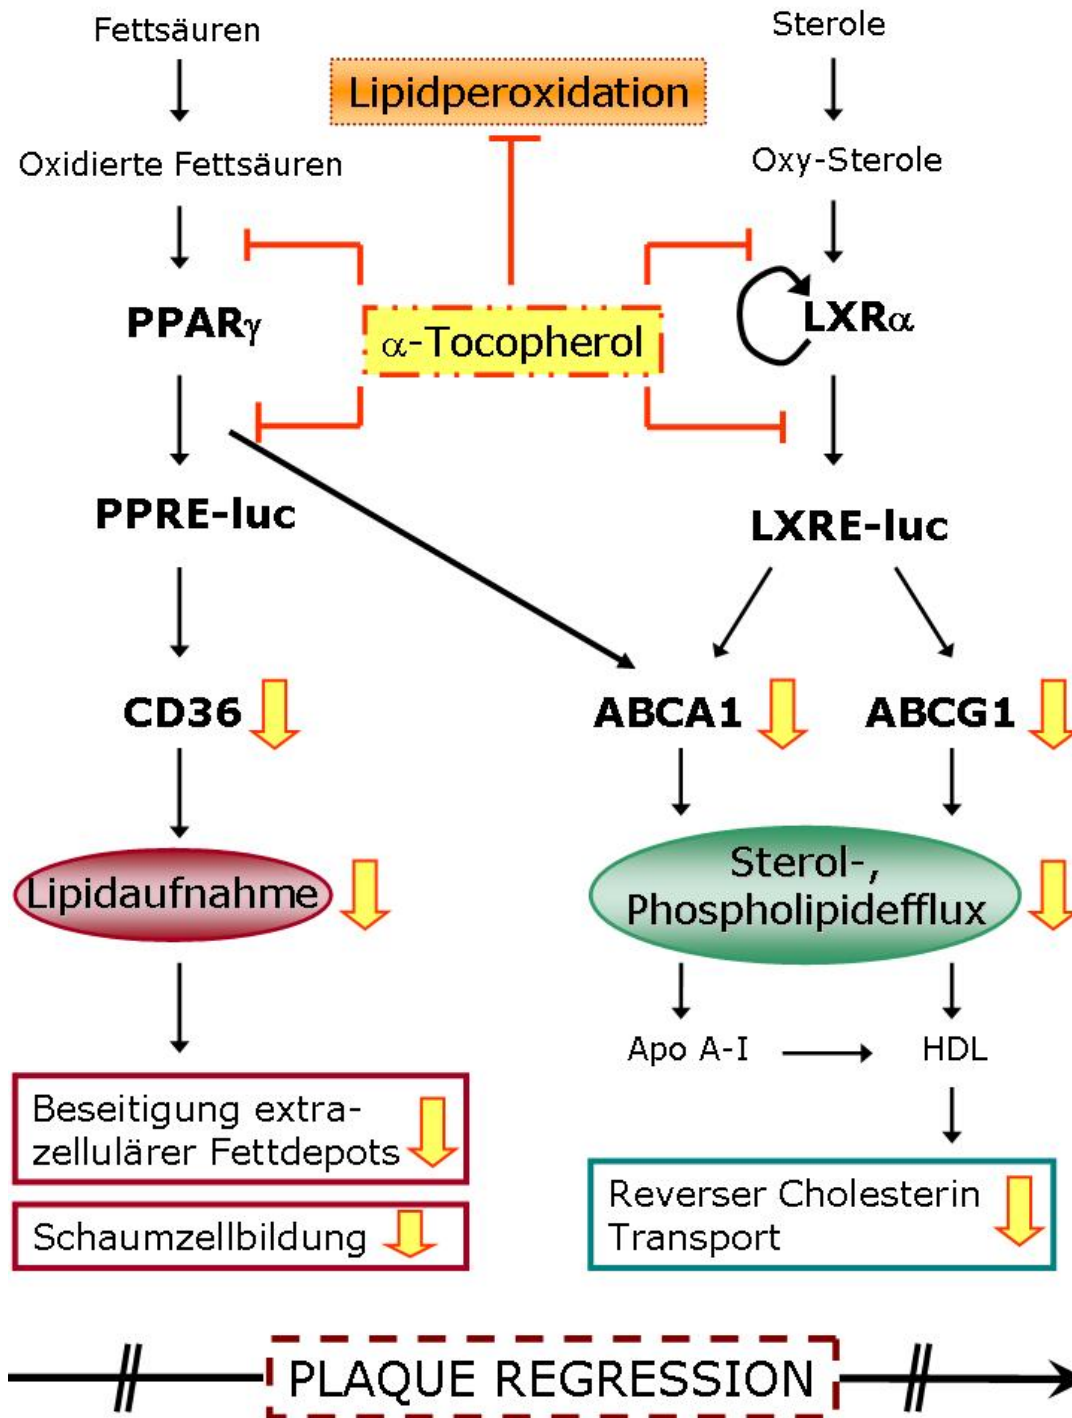 Fettsäuren
Sterole
Lipidperoxidation
Oxidierte Fettsäuren
Oxy-Sterole
PPARγ
α-Tocopherol
LXRα
PPRE-luc
LXRE-luc
CD36
ABCA1
ABCG1
Lipidaufnahme
Sterol-,
Phospholipidefflux
Apo A-I
HDL
Beseitigung extra-
zellulärer Fettdepots
Reverser Cholesterin
Transport
Schaumzellbildung
PLAQUE REGRESSION